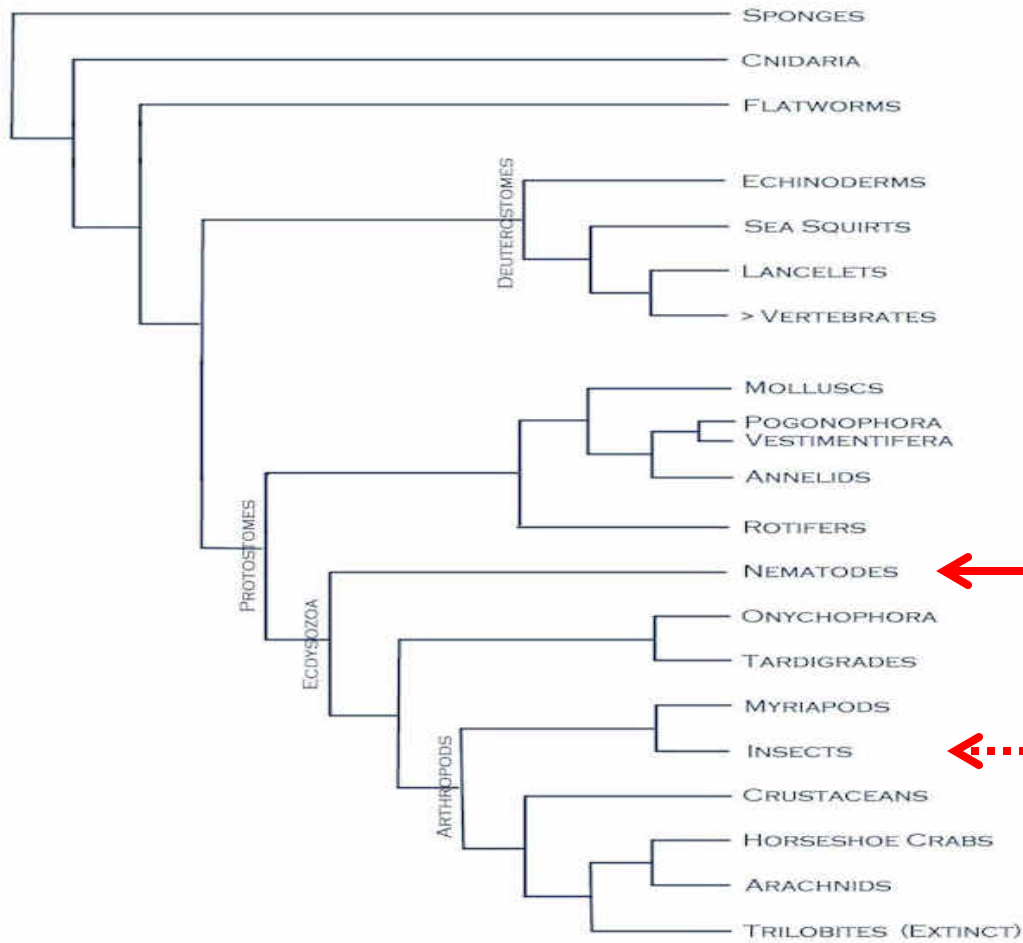 SPONGES
CNIDARIA
FLATWORMS
DEUTEROSTOMES
ECHINODERMS
SEA SQUIRTS
LANCELETS
> VERTEBRATES
MOLLUSCS
POGONOPHORA
VESTIMENTIFERA
ANNELIDS
ROTIFERS
PROTOSTOMES
NEMATODES
ECDYSOZOA
ONYCHOPHORA
TARDIGRADES
MYRIAPODS
INSECTS
ARTHROPODS
CRUSTACEANS
HORSESHOE CRABS
ARACHNIDS
TRILOBITES (EXTINCT)